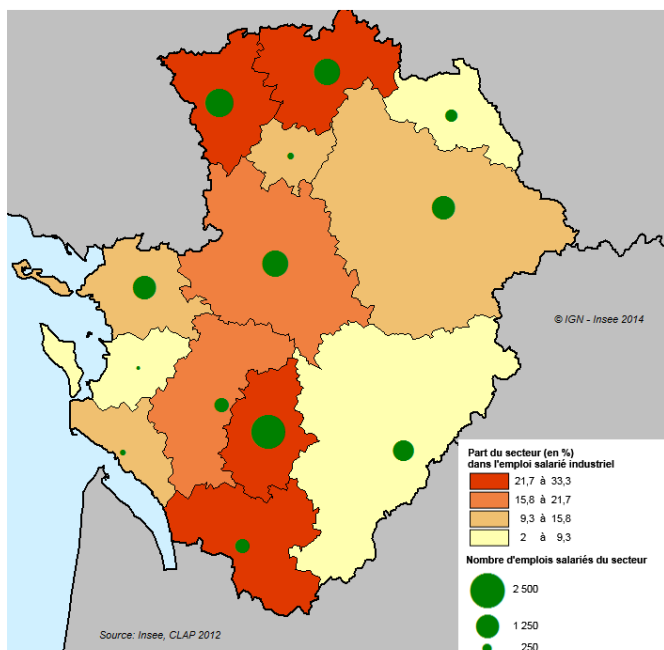 © IGN - Insee 2014
Part du secteur (en %)
dans l'emploi salarié industriel
21,7 à 33,3
15,8 à 21,7
9,3 à 15,8
2 à 9,3
Nombre d'emplois salariés du secteur
2 500
1 250
250
Source: Insee, CLAP 2012